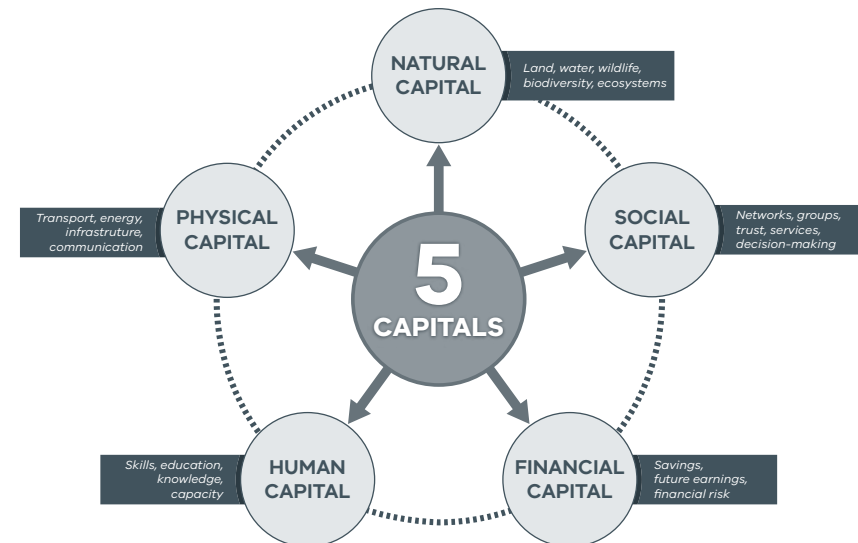 NATURAL
CAPITAL
Land, water, wildlife,
biodiversity, ecosystems
PHYSICAL
CAPITAL
Transport, energy,
infrastruture,
communication
SOCIAL
CAPITAL
Networks, groups,
trust, services,
decision-making
5
CAPITALS
HUMAN
CAPITAL
Skills, education,
knowledge,
capacity
FINANCIAL
CAPITAL
Savings,
future earnings,
financial risk